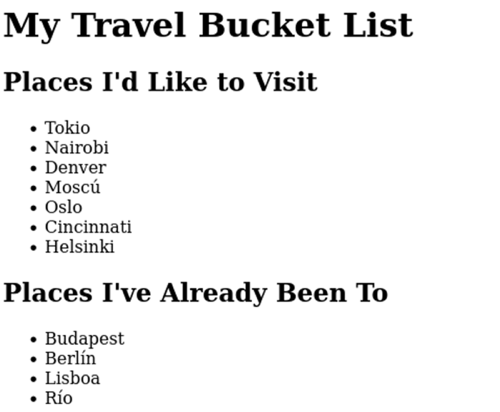 My Travel Bucket List
Places I'd Like to Visit
Tokio
Nairobi
Denver
Moscú
Oslo
Cincinnati
Helsinki
Places I've Already Been To
Budapest
Berlín
Lisboa
Río